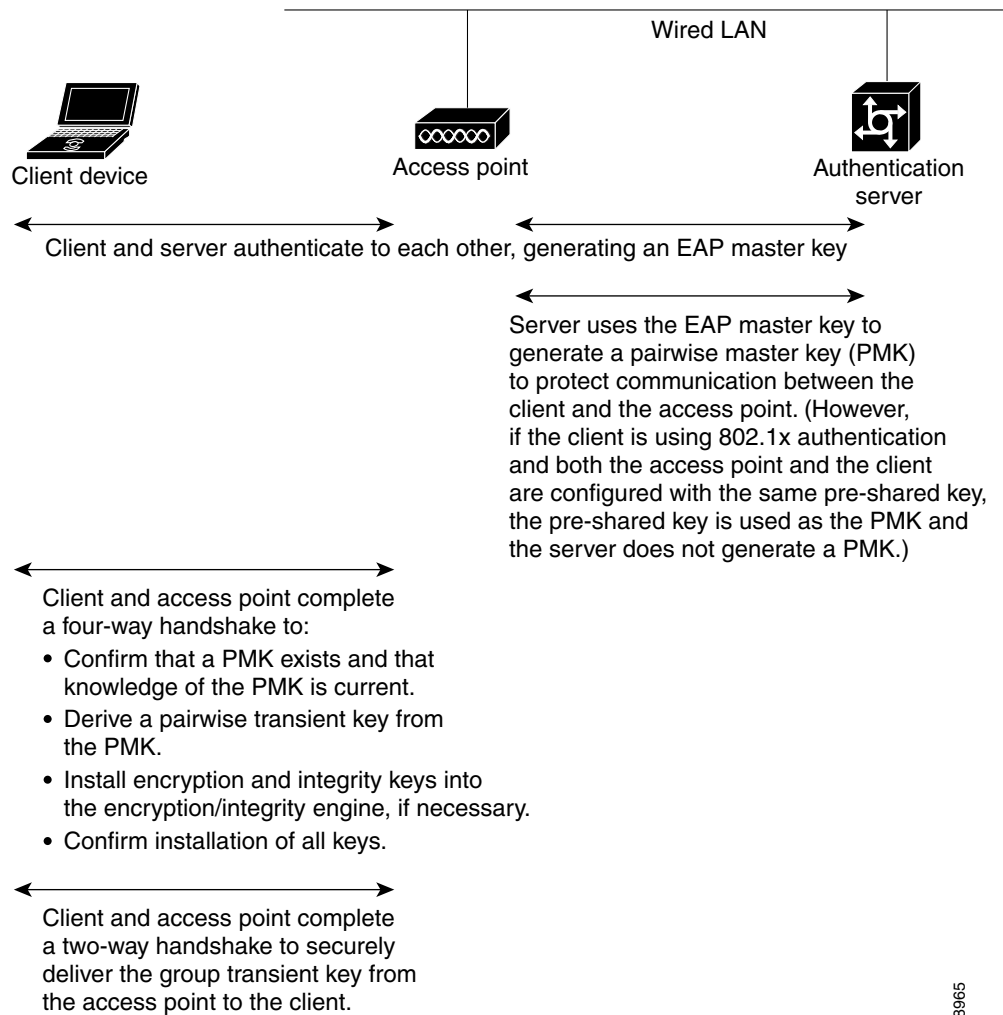 Wired LAN
Client device
Access point
Authentication
server
Client and server authenticate to each other, generating an EAP master key
Server uses the EAP master key to
generate a pairwise master key (PMK)
to protect communication between the
client and the access point. (However,
if the client is using 802.1x authentication
and both the access point and the client
are configured with the same pre-shared key,
the pre-shared key is used as the PMK and
the server does not generate a PMK.)
Client and access point complete
a four-way handshake to:
• Confirm that a PMK exists and that
knowledge of the PMK is current.
• Derive a pairwise transient key from
the PMK.
• Install encryption and integrity keys into
the encryption/integrity engine, if necessary.
• Confirm installation of all keys.
Client and access point complete
a two-way handshake to securely
deliver the group transient key from
the access point to the client.